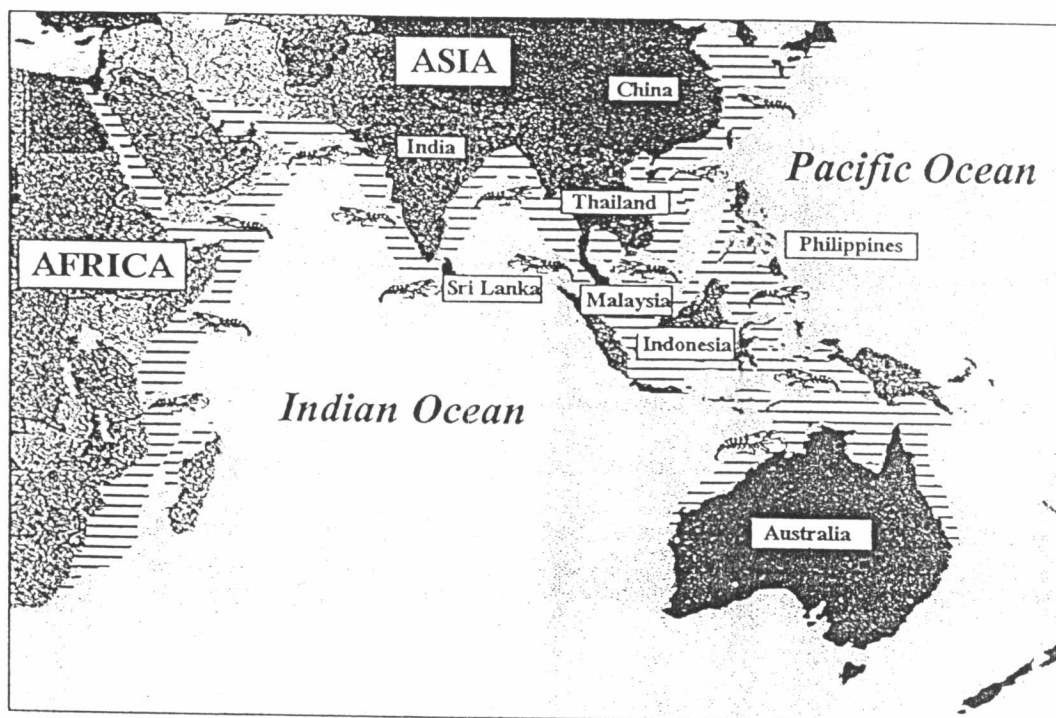 ASIA
China
India
Pacific Ocean
Thailand
Philippines
AFRICA
Sri Lanka
Malaysia
Indonesia
Indian Ocean
Australia